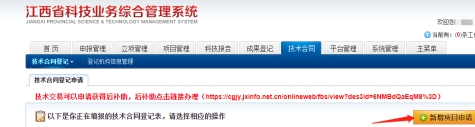 江西省科技业务综合管理系统
JIANGXI PROVINCIAL SCIENCE & TECHNOLOGY MANAGEMENT SYSTEM
欢迎您
当前有：(0)条
首 页 申报管理 立项管理 项目管理 科技报告 成果登记 技术合同 平台管理 系统管理 主菜单
技术合同登记 登记机构信息管理
技术合同登记申请
技术交易可以申请获得后补助，后补助点击链接办理（https://cgjy.jxinfo.net.cn/onlineweb/fbs/view?des3Id=6NMBdQaEqM8%3D）
以下是你正在填报的技术合同登记表，请选择相应的操作
新增项目申请